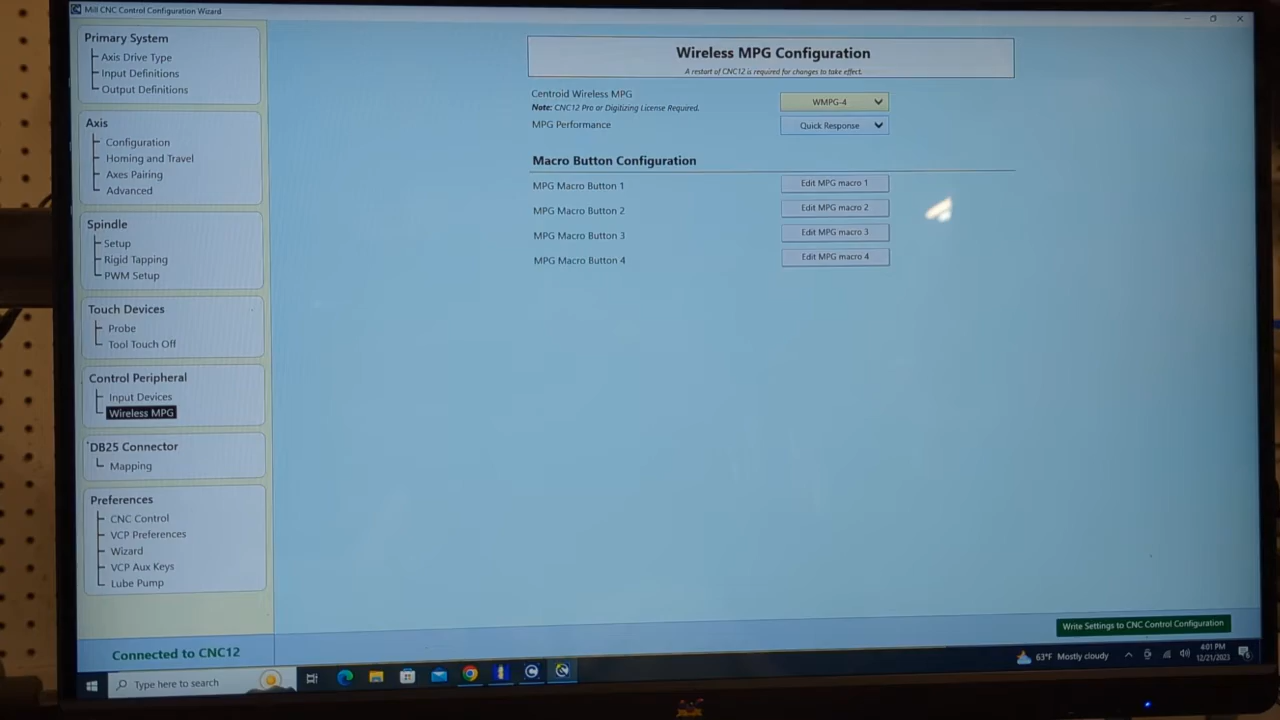 Mill CNC Control Configuration Wizard
Primary System
Axis Drive Type
Input Definitions
Output Definitions
Axis
Configuration
Homing and Travel
Axes Pairing
Advanced
Spindle
Setup
Rigid Tapping
PWM Setup
Touch Devices
Probe
Tool Touch Off
Control Peripheral
Input Devices
Wireless MPG
DB25 Connector
Mapping
Preferences
CNC Control
VCP Preferences
Wizard
VCP Aux Keys
Lube Pump
Connected to CNC12
Wireless MPG Configuration
A restart of CNC12 is required for changes to take effect.
Centroid Wireless MPG WMPG-4
Note: CNC12 Pro or Digitizing License Required.
MPG Performance Quick Response
Macro Button Configuration
MPG Macro Button 1 Edit MPG macro 1
MPG Macro Button 2 Edit MPG macro 2
MPG Macro Button 3 Edit MPG macro 3
MPG Macro Button 4 Edit MPG macro 4
Write Settings to CNC Control Configuration
Type here to search
63°F Mostly cloudy
4:01 PM
12/21/2023